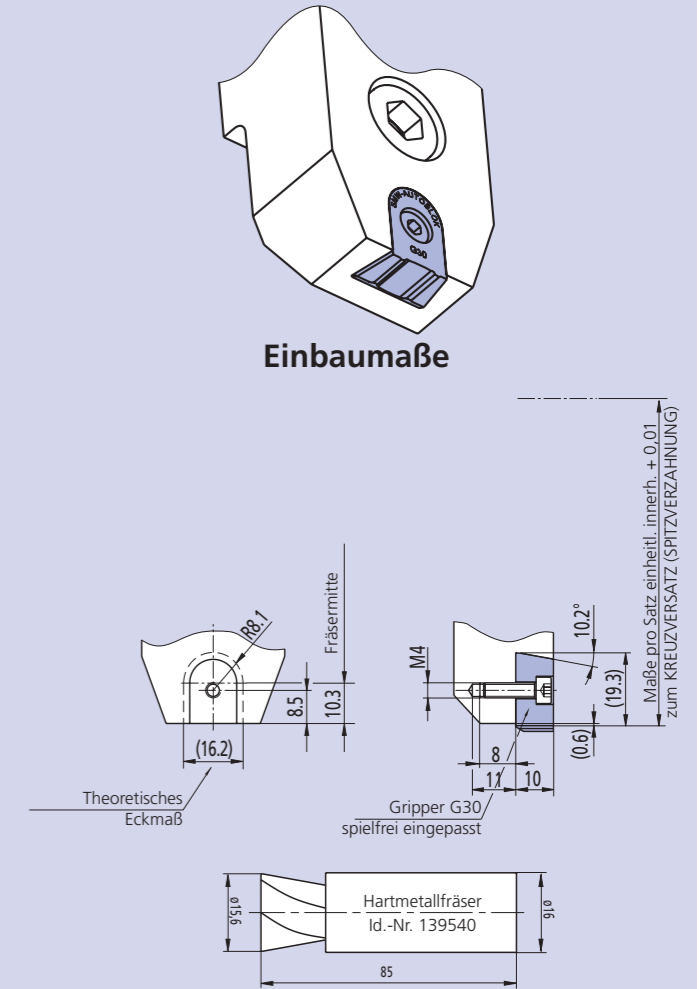 SMW-AUTOBLOK
G30
Einbaumaße
Maße pro Satz einheitl. innerh. + 0,01
zum KREUZVERSATZ (SPITZVERZAHNUNG)
Fräsermitte
R8.1
8.5
10.3
(16.2)
Theoretisches
Eckmaß
M4
10.2°
(19.3)
(0.6)
8
11
10
Gripper G30
spielfrei eingepasst
ø15,6
Hartmetallfräser
Id.-Nr. 139540
ø16
85